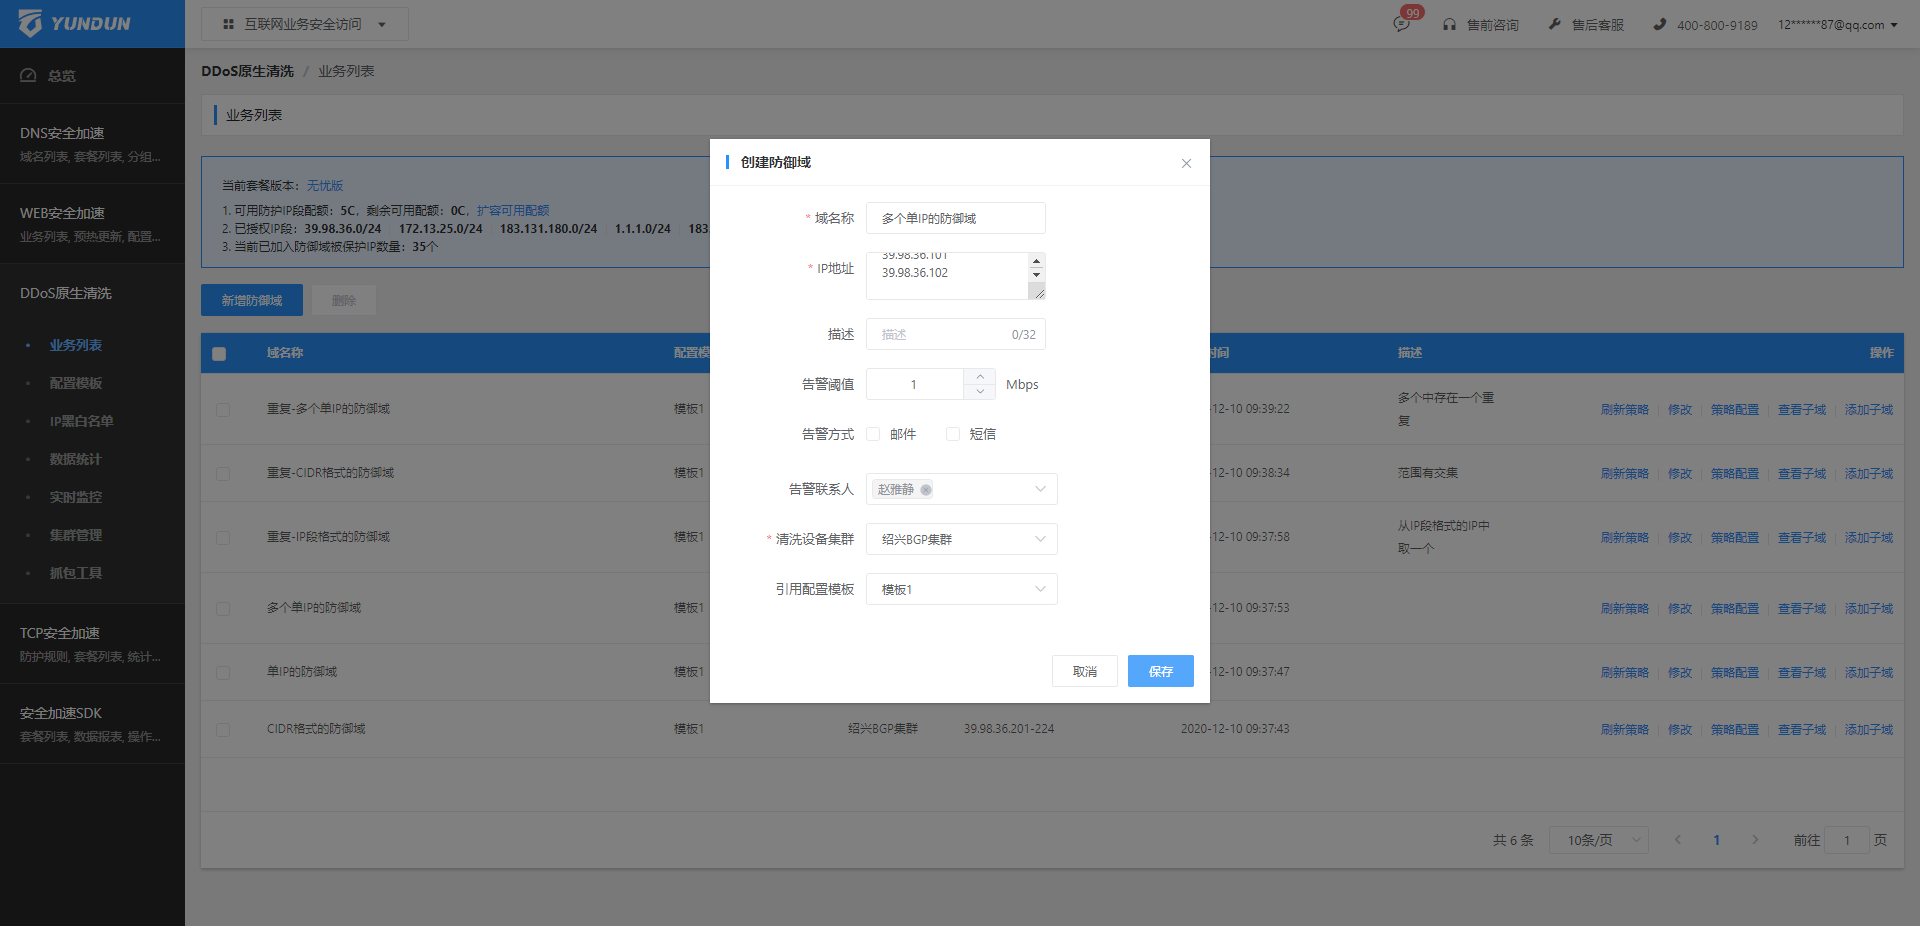 YUNDUN
互联网业务安全访问
99
售前咨询
售后客服
400-800-9189
12******87@qq.com
总览
DNS安全加速
域名列表, 套餐列表, 分组...
WEB安全加速
业务列表, 预热更新, 配置...
DDoS原生清洗
业务列表
配置模板
IP黑白名单
数据统计
实时监控
集群管理
抓包工具
TCP安全加速
防护规则, 套餐列表, 统计...
安全加速SDK
套餐列表, 数据报表, 操作...
DDoS原生清洗 / 业务列表
业务列表
当前套餐版本：无忧版
1. 可用防护IP段配额：5C，剩余可用配额：0C，扩容可用配额
2. 已授权IP段：39.98.36.0/24 172.13.25.0/24 183.131.180.0/24 1.1.1.0/24 183
3. 当前已加入防御域被保护IP数量：35个
新增防御域 删除
域名称 配置模 时间 描述 操作
重复-多个单IP的防御域 模板1 -12-10 09:39:22 多个中存在一个重
复
刷新策略 修改 策略配置 查看子域 添加子域
重复-CIDR格式的防御域 模板1 -12-10 09:38:34 范围有交集 刷新策略 修改 策略配置 查看子域 添加子域
重复-IP段格式的防御域 模板1 -12-10 09:37:58 从IP段格式的IP中
取一个
刷新策略 修改 策略配置 查看子域 添加子域
多个单IP的防御域 模板1 -12-10 09:37:53 刷新策略 修改 策略配置 查看子域 添加子域
单IP的防御域 模板1 -12-10 09:37:47 刷新策略 修改 策略配置 查看子域 添加子域
CIDR格式的防御域 模板1 绍兴BGP集群 39.98.36.201-224 2020-12-10 09:37:43 刷新策略 修改 策略配置 查看子域 添加子域
共 6 条 10条/页 1 前往 1 页
创建防御域
* 域名称 多个单IP的防御域
* IP地址 39.98.36.101
39.98.36.102
描述 描述 0/32
告警阈值 1 Mbps
告警方式 邮件 短信
告警联系人 赵雅静
* 清洗设备集群 绍兴BGP集群
引用配置模板 模板1
取消 保存